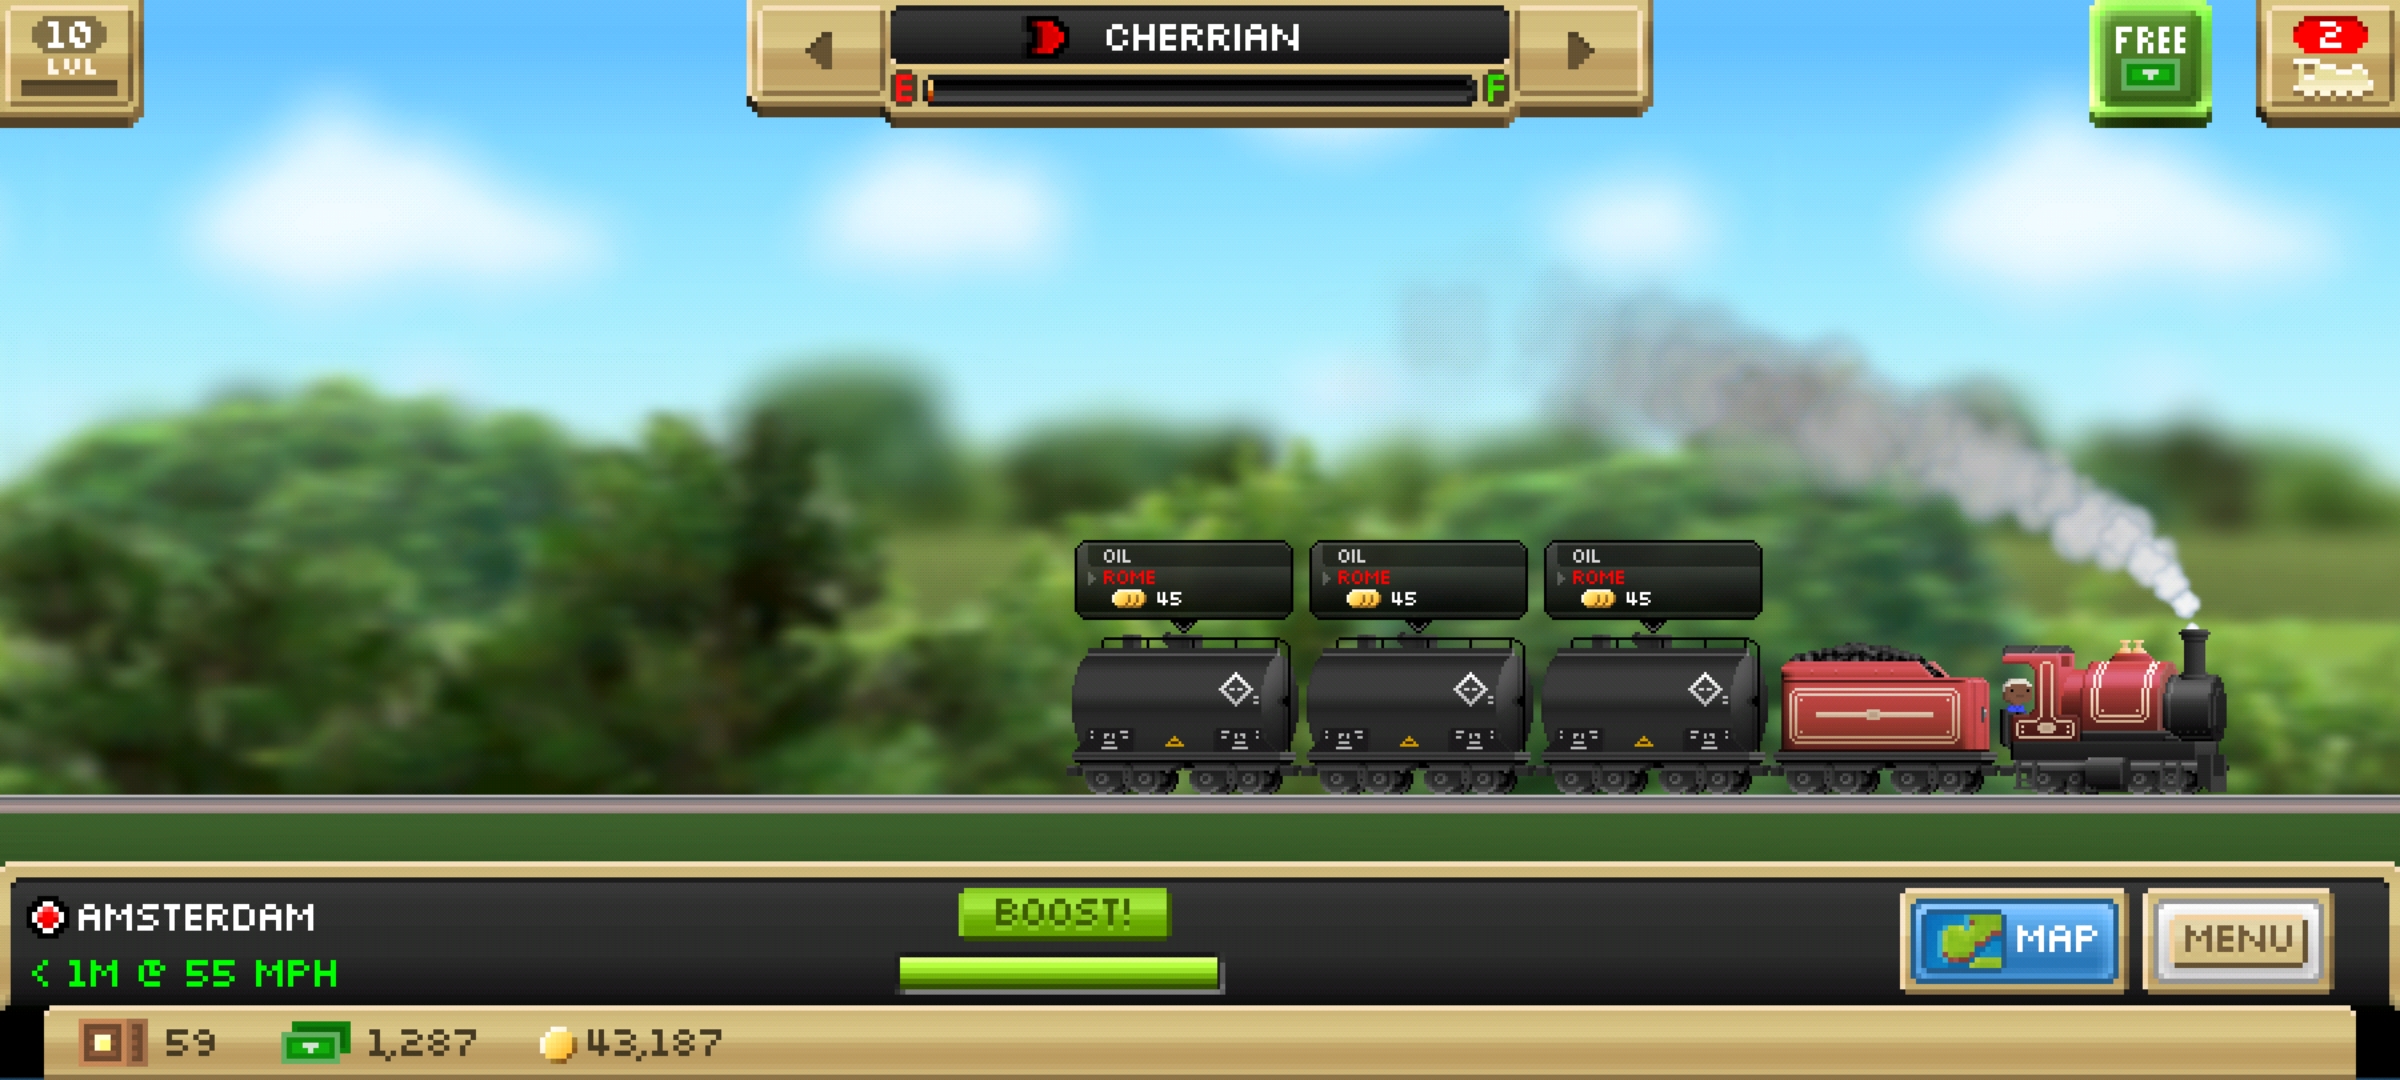 10
LVL
CHERRIAN
E F
FREE
2
OIL
ROME
45
OIL
ROME
45
OIL
ROME
45
AMSTERDAM
< 1M @ 55 MPH
BOOST!
MAP
MENU
59
1,287
43,187